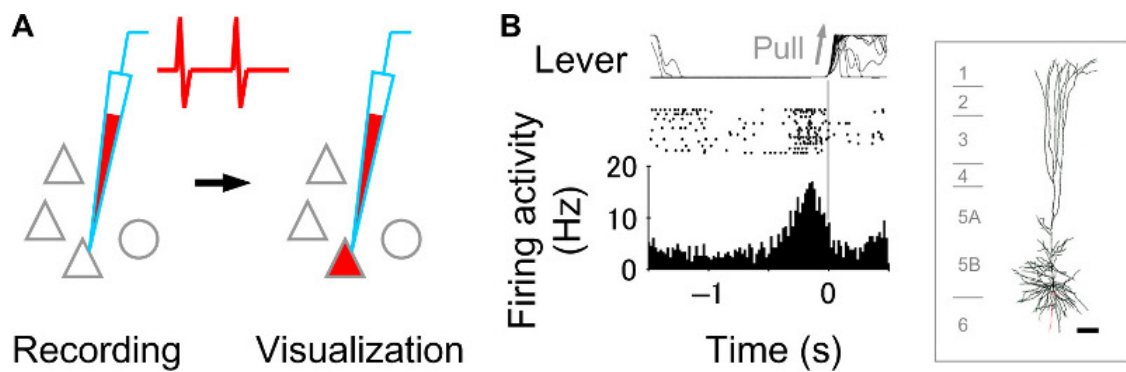 A
Recording
Visualization
B
Lever
Pull
Firing activity
(Hz)
20
10
0
−1
0
Time (s)
1
2
3
4
5A
5B
6